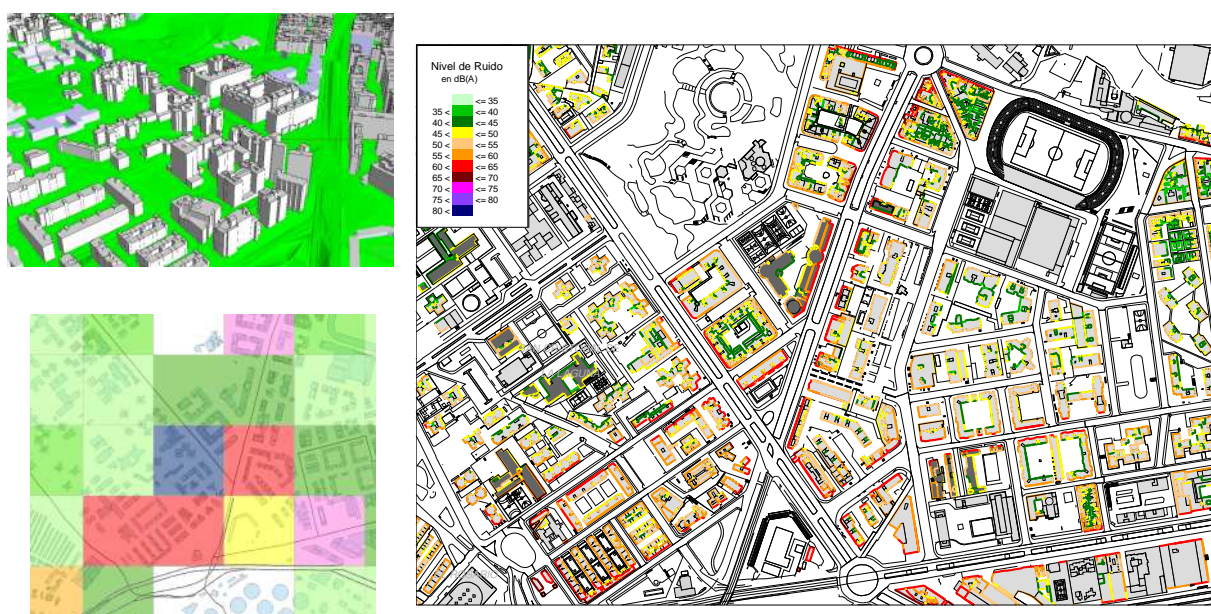 Nivel de Ruido
en dB(A)
<= 35
35 < <= 40
40 < <= 45
45 < <= 50
50 < <= 55
55 < <= 60
60 < <= 65
65 < <= 70
70 < <= 75
75 < <= 80
80 <